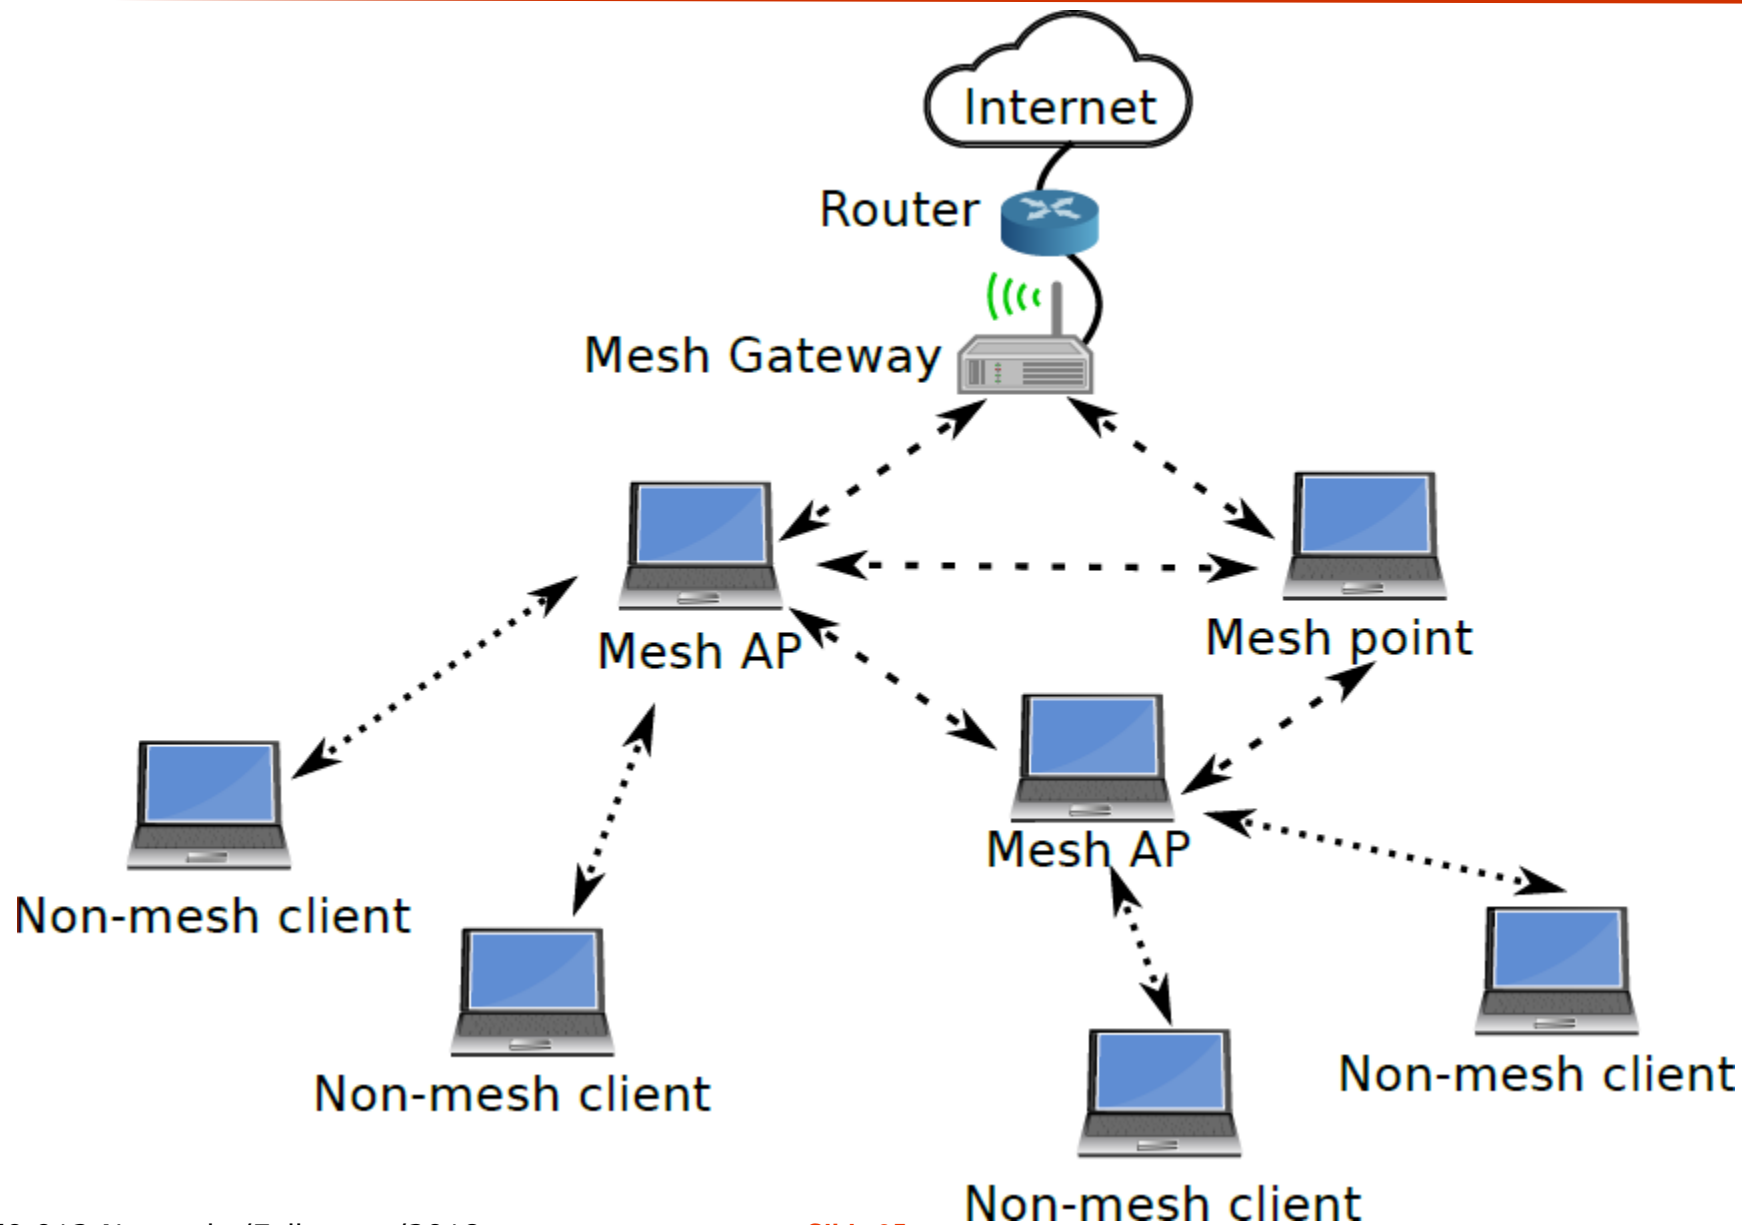 Internet
Router
Mesh Gateway
Mesh AP
Mesh point
Mesh AP
Non-mesh client
Non-mesh client
Non-mesh client
Non-mesh client